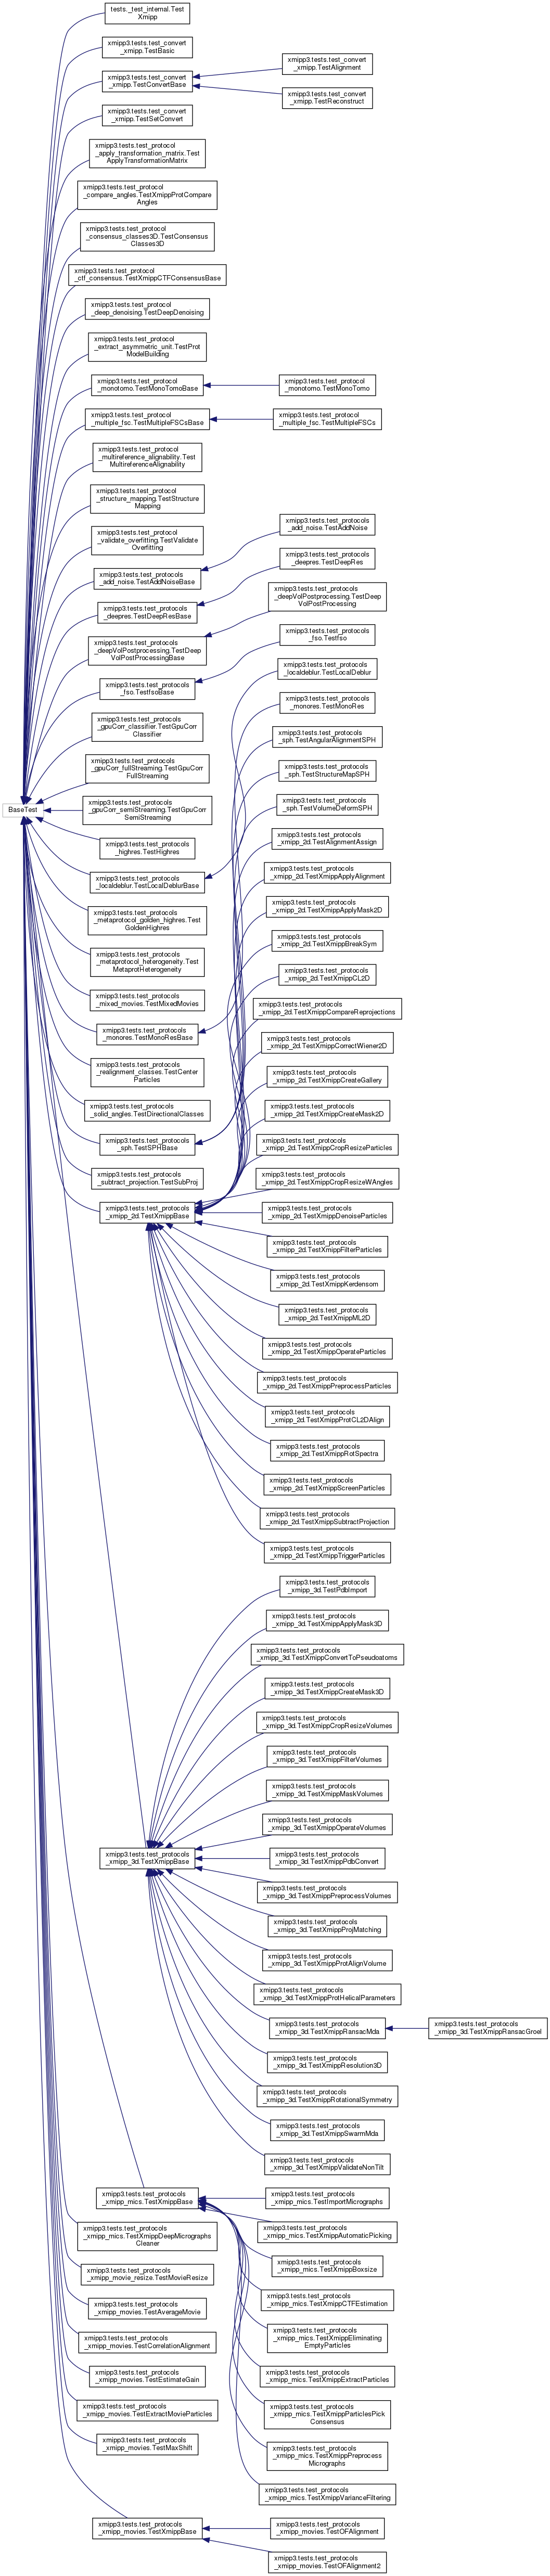 tests._test_internal.Test
Xmipp
xmipp3.tests.test_convert
_xmipp.TestBasic
xmipp3.tests.test_convert
_xmipp.TestConvertBase
xmipp3.tests.test_convert
_xmipp.TestAlignment
xmipp3.tests.test_convert
_xmipp.TestReconstruct
xmipp3.tests.test_convert
_xmipp.TestSetConvert
xmipp3.tests.test_protocol
_apply_transformation_matrix.Test
ApplyTransformationMatrix
xmipp3.tests.test_protocol
_compare_angles.TestXmippProtCompare
Angles
xmipp3.tests.test_protocol
_consensus_classes3D.TestConsensus
Classes3D
xmipp3.tests.test_protocol
_ctf_consensus.TestXmippCTFConsensusBase
xmipp3.tests.test_protocol
_deep_denoising.TestDeepDenoising
xmipp3.tests.test_protocol
_extract_asymmetric_unit.TestProt
ModelBuilding
xmipp3.tests.test_protocol
_monotomo.TestMonoTomoBase
xmipp3.tests.test_protocol
_monotomo.TestMonoTomo
xmipp3.tests.test_protocol
_multiple_fsc.TestMultipleFSCsBase
xmipp3.tests.test_protocol
_multiple_fsc.TestMultipleFSCs
xmipp3.tests.test_protocol
_multireference_alignability.Test
MultireferenceAlignability
xmipp3.tests.test_protocol
_structure_mapping.TestStructure
Mapping
xmipp3.tests.test_protocol
_validate_overfitting.TestValidate
Overfitting
xmipp3.tests.test_protocols
_add_noise.TestAddNoiseBase
xmipp3.tests.test_protocols
_add_noise.TestAddNoise
xmipp3.tests.test_protocols
_deepres.TestDeepResBase
xmipp3.tests.test_protocols
_deepres.TestDeepRes
xmipp3.tests.test_protocols
_deepVolPostprocessing.TestDeep
VolPostProcessingBase
xmipp3.tests.test_protocols
_deepVolPostprocessing.TestDeep
VolPostProcessing
xmipp3.tests.test_protocols
_fso.TestfsoBase
xmipp3.tests.test_protocols
_fso.Testfso
xmipp3.tests.test_protocols
_gpuCorr_classifier.TestGpuCorr
Classifier
xmipp3.tests.test_protocols
_gpuCorr_fullStreaming.TestGpuCorr
FullStreaming
BaseTest
xmipp3.tests.test_protocols
_gpuCorr_semiStreaming.TestGpuCorr
SemiStreaming
xmipp3.tests.test_protocols
_highres.TestHighres
xmipp3.tests.test_protocols
_localdeblur.TestLocalDeblurBase
xmipp3.tests.test_protocols
_metaprotocol_golden_highres.Test
GoldenHighres
xmipp3.tests.test_protocols
_metaprotocol_heterogeneity.Test
MetaprotHeterogeneity
xmipp3.tests.test_protocols
_mixed_movies.TestMixedMovies
xmipp3.tests.test_protocols
_monores.TestMonoResBase
xmipp3.tests.test_protocols
_realignment_classes.TestCenter
Particles
xmipp3.tests.test_protocols
_solid_angles.TestDirectionalClasses
xmipp3.tests.test_protocols
_sph.TestSPHBase
xmipp3.tests.test_protocols
_subtract_projection.TestSubProj
xmipp3.tests.test_protocols
_xmipp_2d.TestXmippBase
xmipp3.tests.test_protocols
_localdeblur.TestLocalDeblur
xmipp3.tests.test_protocols
_monores.TestMonoRes
xmipp3.tests.test_protocols
_sph.TestAngularAlignmentSPH
xmipp3.tests.test_protocols
_sph.TestStructureMapSPH
xmipp3.tests.test_protocols
_sph.TestVolumeDeformSPH
xmipp3.tests.test_protocols
_xmipp_2d.TestAlignmentAssign
xmipp3.tests.test_protocols
_xmipp_2d.TestXmippApplyAlignment
xmipp3.tests.test_protocols
_xmipp_2d.TestXmippApplyMask2D
xmipp3.tests.test_protocols
_xmipp_2d.TestXmippBreakSym
xmipp3.tests.test_protocols
_xmipp_2d.TestXmippCL2D
xmipp3.tests.test_protocols
_xmipp_2d.TestXmippCompareReprojections
xmipp3.tests.test_protocols
_xmipp_2d.TestXmippCorrectWiener2D
xmipp3.tests.test_protocols
_xmipp_2d.TestXmippCreateGallery
xmipp3.tests.test_protocols
_xmipp_2d.TestXmippCreateMask2D
xmipp3.tests.test_protocols
_xmipp_2d.TestXmippCropResizeParticles
xmipp3.tests.test_protocols
_xmipp_2d.TestXmippCropResizeWAngles
xmipp3.tests.test_protocols
_xmipp_2d.TestXmippDenoiseParticles
xmipp3.tests.test_protocols
_xmipp_2d.TestXmippFilterParticles
xmipp3.tests.test_protocols
_xmipp_2d.TestXmippKerdensom
xmipp3.tests.test_protocols
_xmipp_2d.TestXmippML2D
xmipp3.tests.test_protocols
_xmipp_2d.TestXmippOperateParticles
xmipp3.tests.test_protocols
_xmipp_2d.TestXmippPreprocessParticles
xmipp3.tests.test_protocols
_xmipp_2d.TestXmippProtCL2DAlign
xmipp3.tests.test_protocols
_xmipp_2d.TestXmippRotSpectra
xmipp3.tests.test_protocols
_xmipp_2d.TestXmippScreenParticles
xmipp3.tests.test_protocols
_xmipp_2d.TestXmippSubtractProjection
xmipp3.tests.test_protocols
_xmipp_2d.TestXmippTriggerParticles
xmipp3.tests.test_protocols
_xmipp_3d.TestXmippBase
xmipp3.tests.test_protocols
_xmipp_3d.TestPdbImport
xmipp3.tests.test_protocols
_xmipp_3d.TestXmippApplyMask3D
xmipp3.tests.test_protocols
_xmipp_3d.TestXmippConvertToPseudoatoms
xmipp3.tests.test_protocols
_xmipp_3d.TestXmippCreateMask3D
xmipp3.tests.test_protocols
_xmipp_3d.TestXmippCropResizeVolumes
xmipp3.tests.test_protocols
_xmipp_3d.TestXmippFilterVolumes
xmipp3.tests.test_protocols
_xmipp_3d.TestXmippMaskVolumes
xmipp3.tests.test_protocols
_xmipp_3d.TestXmippOperateVolumes
xmipp3.tests.test_protocols
_xmipp_3d.TestXmippPdbConvert
xmipp3.tests.test_protocols
_xmipp_3d.TestXmippPreprocessVolumes
xmipp3.tests.test_protocols
_xmipp_3d.TestXmippProjMatching
xmipp3.tests.test_protocols
_xmipp_3d.TestXmippProtAlignVolume
xmipp3.tests.test_protocols
_xmipp_3d.TestXmippProtHelicalParameters
xmipp3.tests.test_protocols
_xmipp_3d.TestXmippRansacMda
xmipp3.tests.test_protocols
_xmipp_3d.TestXmippRansacGroel
xmipp3.tests.test_protocols
_xmipp_3d.TestXmippResolution3D
xmipp3.tests.test_protocols
_xmipp_3d.TestXmippRotationalSymmetry
xmipp3.tests.test_protocols
_xmipp_3d.TestXmippSwarmMda
xmipp3.tests.test_protocols
_xmipp_3d.TestXmippValidateNonTilt
xmipp3.tests.test_protocols
_xmipp_mics.TestXmippBase
xmipp3.tests.test_protocols
_xmipp_mics.TestImportMicrographs
xmipp3.tests.test_protocols
_xmipp_mics.TestXmippAutomaticPicking
xmipp3.tests.test_protocols
_xmipp_mics.TestXmippBoxsize
xmipp3.tests.test_protocols
_xmipp_mics.TestXmippCTFEstimation
xmipp3.tests.test_protocols
_xmipp_mics.TestXmippEliminating
EmptyParticles
xmipp3.tests.test_protocols
_xmipp_mics.TestXmippExtractParticles
xmipp3.tests.test_protocols
_xmipp_mics.TestXmippParticlesPick
Consensus
xmipp3.tests.test_protocols
_xmipp_mics.TestXmippPreprocess
Micrographs
xmipp3.tests.test_protocols
_xmipp_mics.TestXmippVarianceFiltering
xmipp3.tests.test_protocols
_xmipp_mics.TestXmippDeepMicrographs
Cleaner
xmipp3.tests.test_protocols
_xmipp_movie_resize.TestMovieResize
xmipp3.tests.test_protocols
_xmipp_movies.TestAverageMovie
xmipp3.tests.test_protocols
_xmipp_movies.TestCorrelationAlignment
xmipp3.tests.test_protocols
_xmipp_movies.TestEstimateGain
xmipp3.tests.test_protocols
_xmipp_movies.TestExtractMovieParticles
xmipp3.tests.test_protocols
_xmipp_movies.TestMaxShift
xmipp3.tests.test_protocols
_xmipp_movies.TestXmippBase
xmipp3.tests.test_protocols
_xmipp_movies.TestOFAlignment
xmipp3.tests.test_protocols
_xmipp_movies.TestOFAlignment2